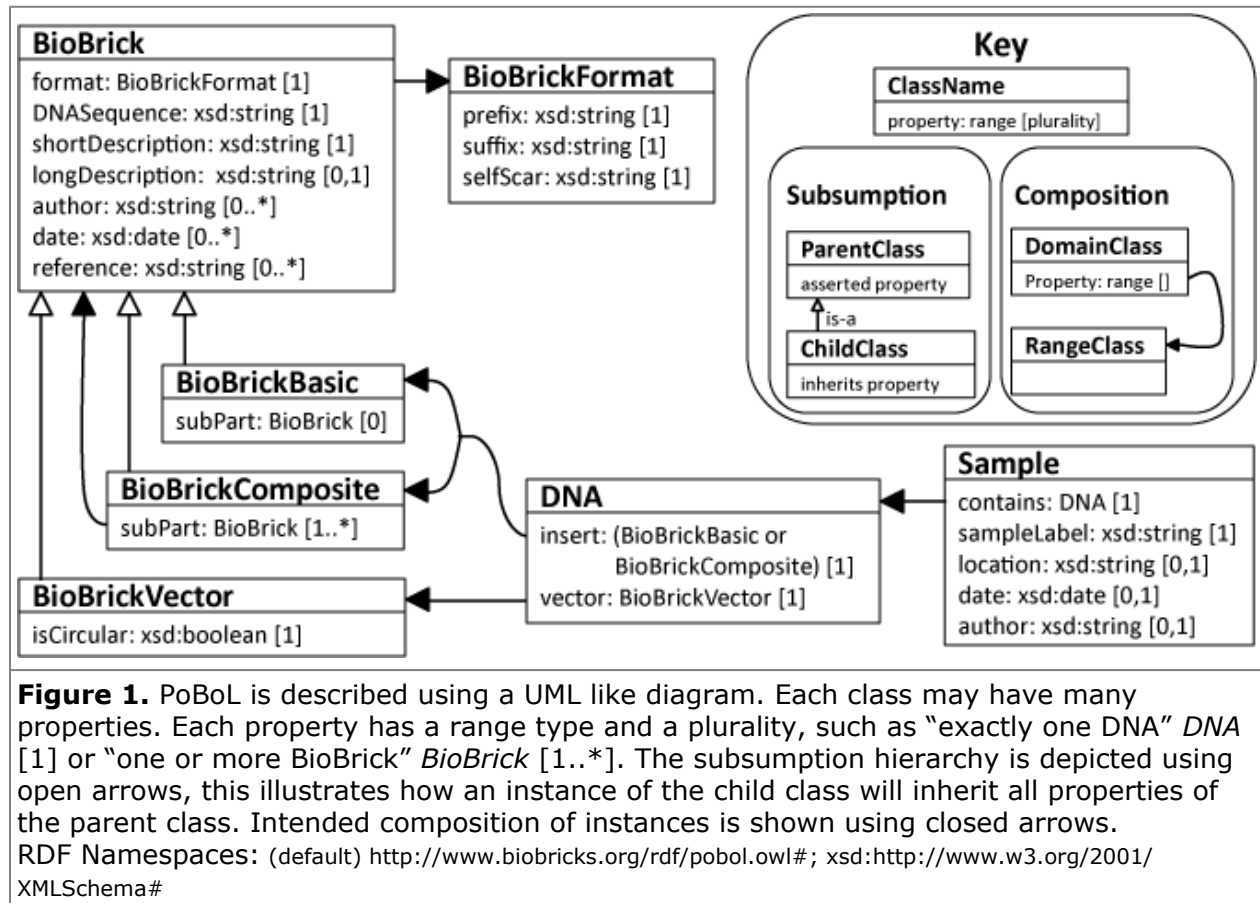 BioBrick
format: BioBrickFormat [1]
DNASequence: xsd:string [1]
shortDescription: xsd:string [1]
longDescription: xsd:string [0,1]
author: xsd:string [0..*]
date: xsd:date [0..*]
reference: xsd:string [0..*]
BioBrickFormat
prefix: xsd:string [1]
suffix: xsd:string [1]
selfScar: xsd:string [1]
Key
ClassName
property: range [plurality]
Subsumption
ParentClass
asserted property
is-a
ChildClass
inherits property
Composition
DomainClass
Property: range []
RangeClass
BioBrickBasic
subPart: BioBrick [0]
BioBrickComposite
subPart: BioBrick [1..*]
BioBrickVector
isCircular: xsd:boolean [1]
DNA
insert: (BioBrickBasic or
BioBrickComposite) [1]
vector: BioBrickVector [1]
Sample
contains: DNA [1]
sampleLabel: xsd:string [1]
location: xsd:string [0,1]
date: xsd:date [0,1]
author: xsd:string [0,1]
Figure 1. PoBoL is described using a UML like diagram. Each class may have many
properties. Each property has a range type and a plurality, such as “exactly one DNA” DNA
[1] or “one or more BioBrick” BioBrick [1..*]. The subsumption hierarchy is depicted using
open arrows, this illustrates how an instance of the child class will inherit all properties of
the parent class. Intended composition of instances is shown using closed arrows.
RDF Namespaces: (default) http://www.biobricks.org/rdf/pobol.owl#; xsd:http://www.w3.org/2001/
XMLSchema#